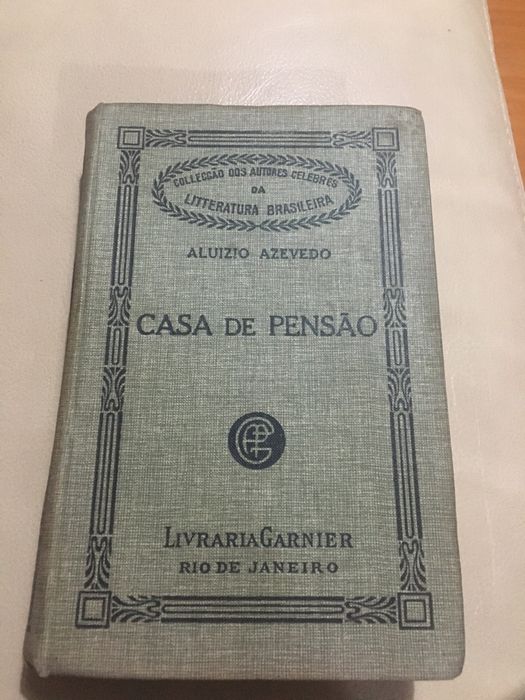 COLLECÇÃO DOS AUTORES CELEBRES
DA
LITTERATURA BRASILEIRA
ALUIZIO AZEVEDO
CASA DE PENSÃO
LIVRARIA GARNIER
RIO DE JANEIRO